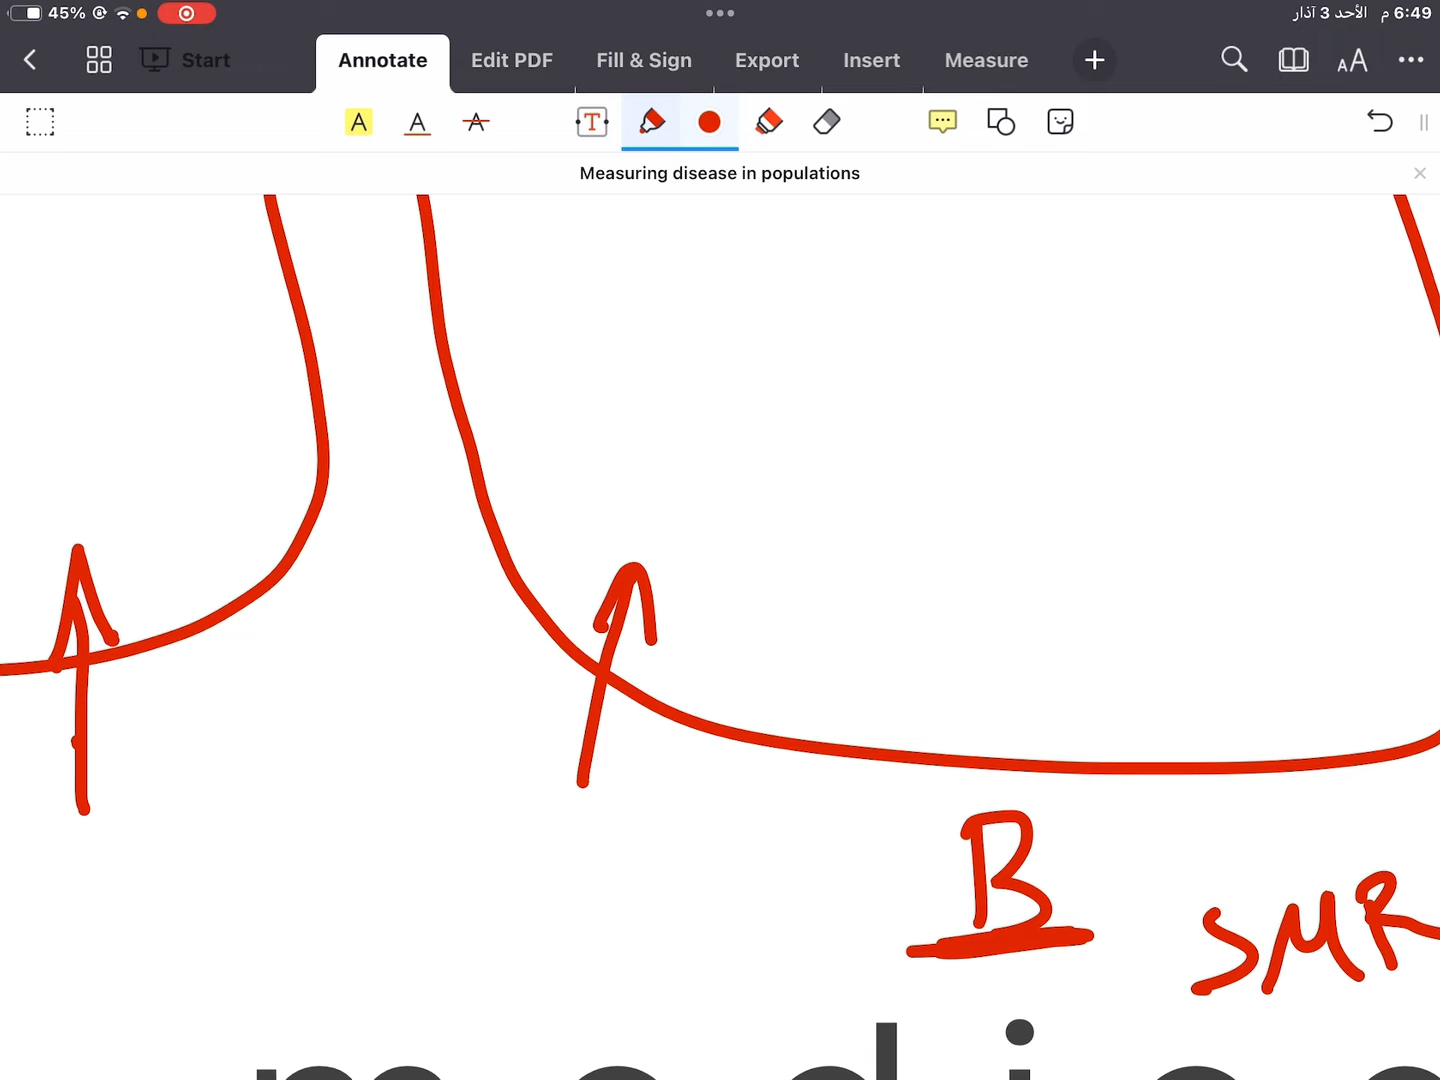 45%
6:49 م الأحد 3 آذار
Start
Annotate
Edit PDF
Fill & Sign
Export
Insert
Measure
AA
A A A T
Measuring disease in populations
B
SMR